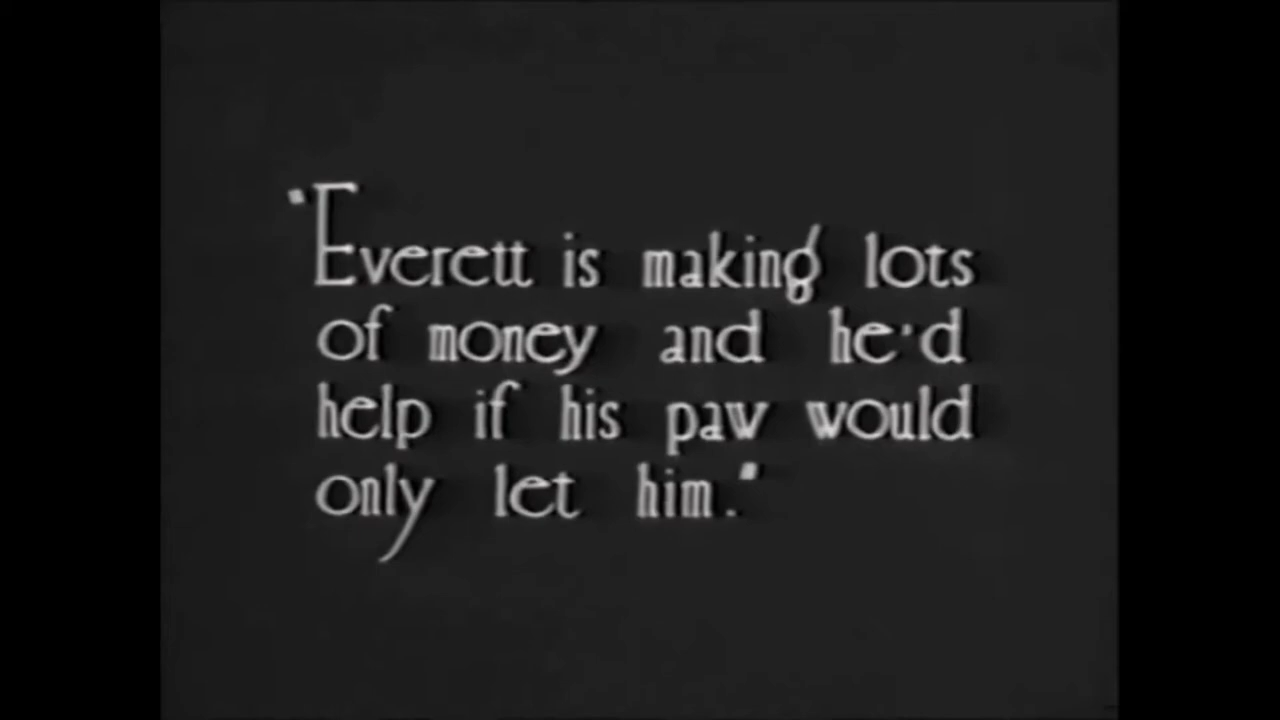 "Everett is making lots
of money and he'd
help if his paw would
only let him."